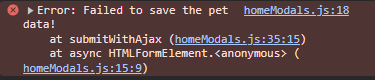 Error: Failed to save the pet homeModals.js:18
data!
at submitWithAjax (homeModals.js:35:15)
at async HTMLFormElement.<anonymous> (
homeModals.js:15:9)